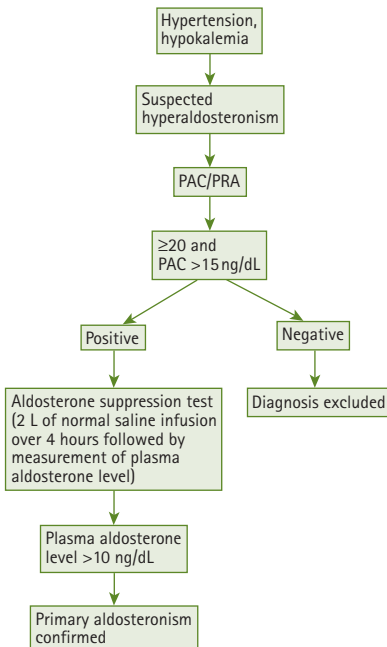 Hypertension,
hypokalemia
Suspected
hyperaldosteronism
PAC/PRA
≥20 and
PAC >15 ng/dL
Positive
Negative
Aldosterone suppression test
(2 L of normal saline infusion
over 4 hours followed by
measurement of plasma
aldosterone level)
Diagnosis excluded
Plasma aldosterone
level >10 ng/dL
Primary aldosteronism
confirmed